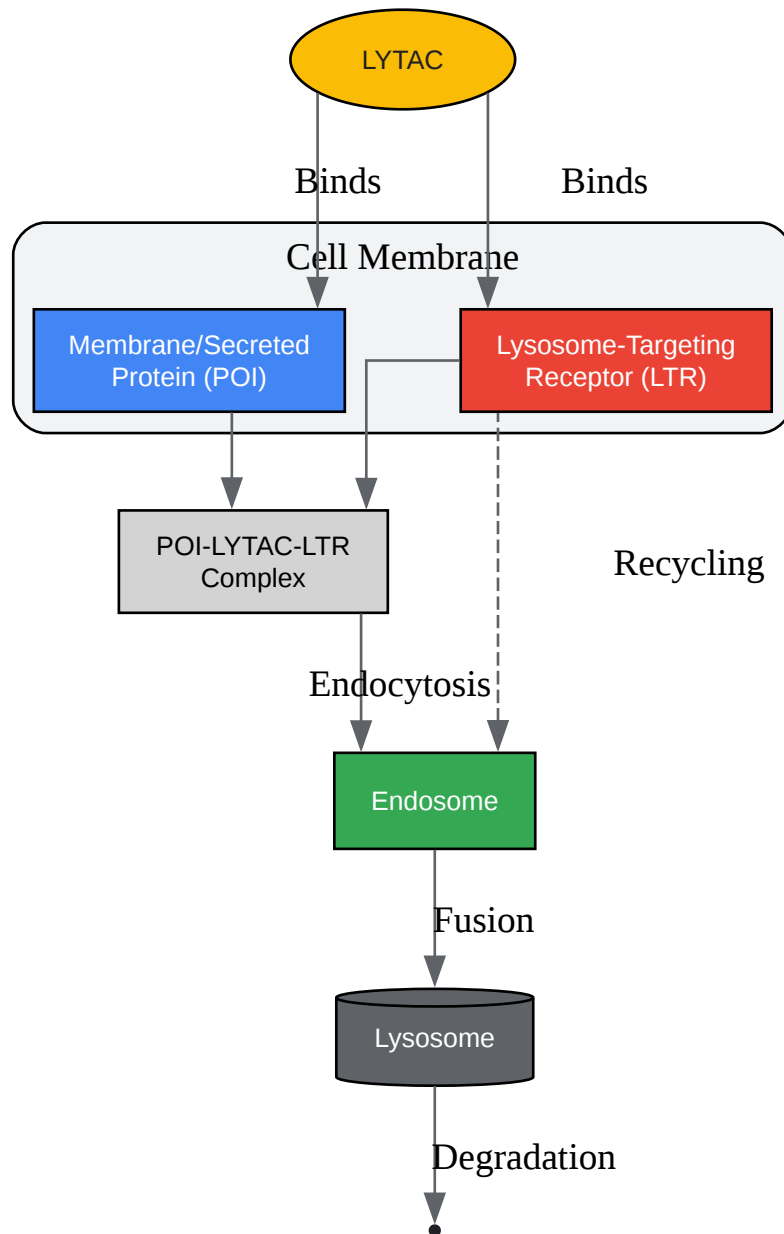 LYTAC
Binds
Binds
Cell Membrane
Membrane/Secreted
Protein (POI)
Lysosome-Targeting
Receptor (LTR)
POI-LYTAC-LTR
Complex
Recycling
Endocytosis
Endosome
Fusion
Lysosome
Degradation